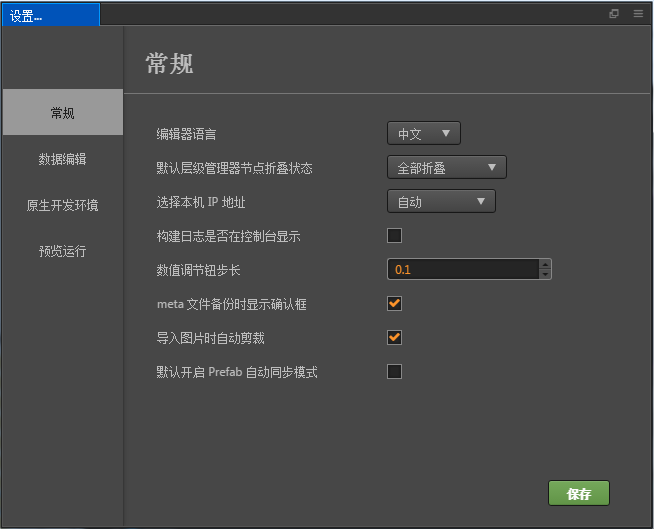 设置...
常规
数据编辑
原生开发环境
预览运行
常规
编辑器语言 中文
默认层级管理器节点折叠状态 全部折叠
选择本机 IP 地址 自动
构建日志是否在控制台显示
数值调节钮步长 0.1
meta 文件备份时显示确认框
导入图片时自动剪裁
默认开启 Prefab 自动同步模式
保存